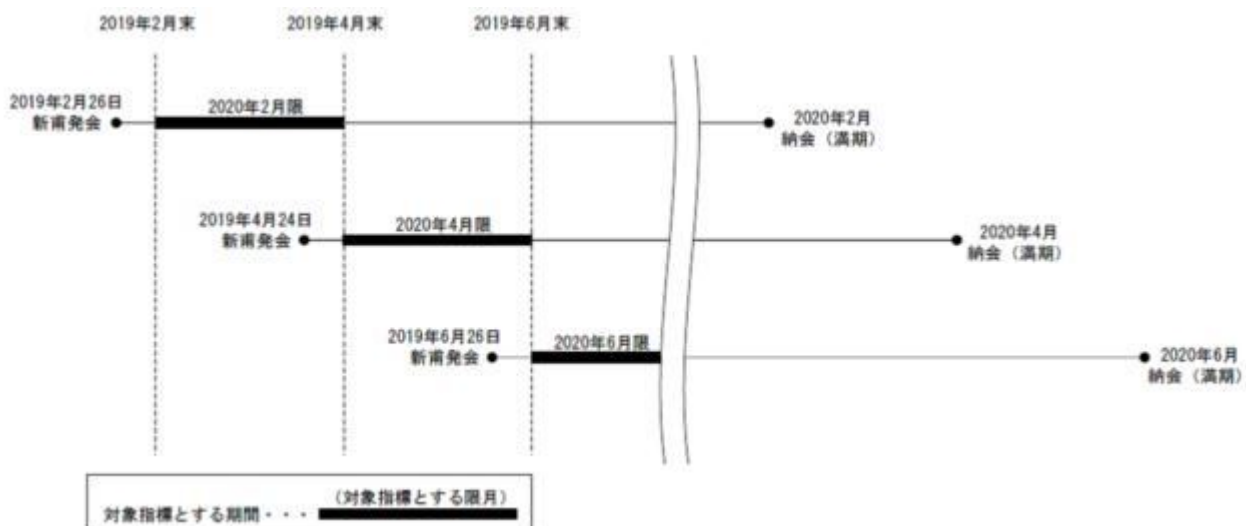 2019年2月末
2019年4月末
2019年6月末
2019年2月26日
新甫発会
2020年2月限
2020年2月
納会（満期）
2019年4月24日
新甫発会
2020年4月限
2020年4月
納会（満期）
2019年6月26日
新甫発会
2020年6月限
2020年6月
納会（満期）
（対象指標とする限月）
対象指標とする期間・・・